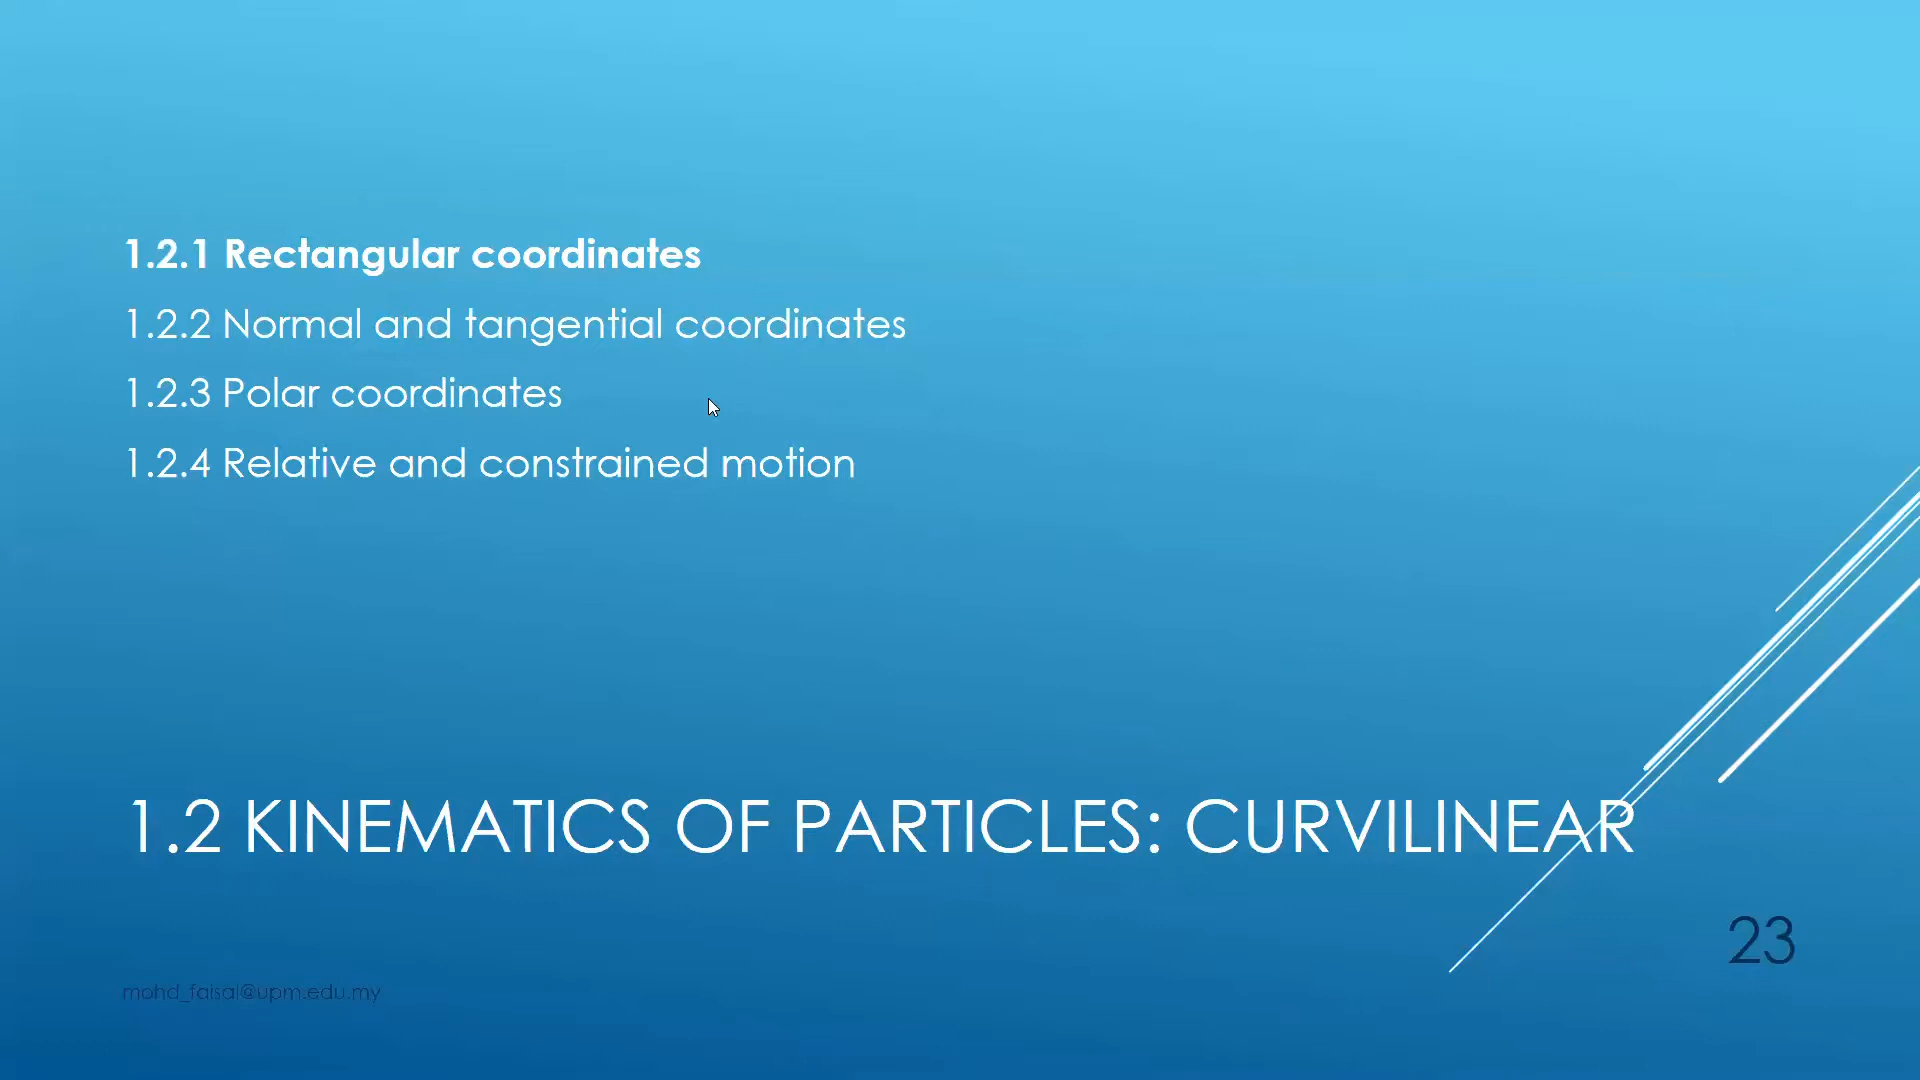 1.2.1 Rectangular coordinates
1.2.2 Normal and tangential coordinates
1.2.3 Polar coordinates
1.2.4 Relative and constrained motion
1.2 KINEMATICS OF PARTICLES: CURVILINEAR
23
mohd_faisal@upm.edu.my